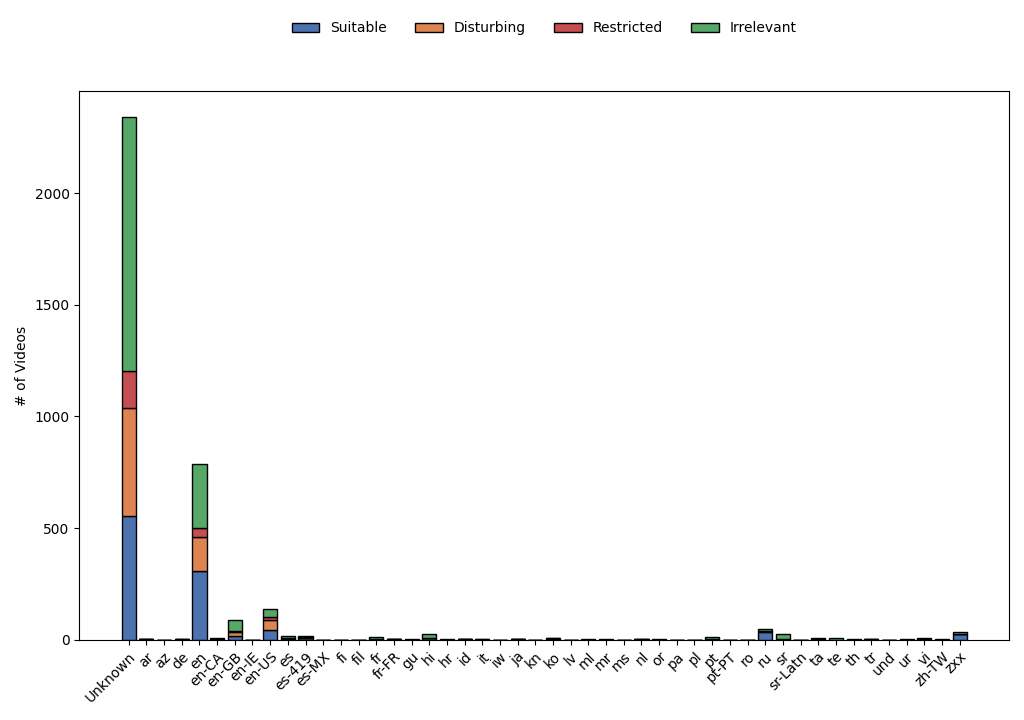 Suitable Disturbing Restricted Irrelevant
# of Videos
2000
1500
1000
500
0
Unknown ar az de en en-CA en-GB en-IE en-US es es-419 es-MX fi fil fr fr-FR gu hi hr id it iw ja kn ko lv ml mr ms nl or pa pl pt pt-PT ro ru sr sr-Latn ta te th tr und ur vi zh-TW zxx